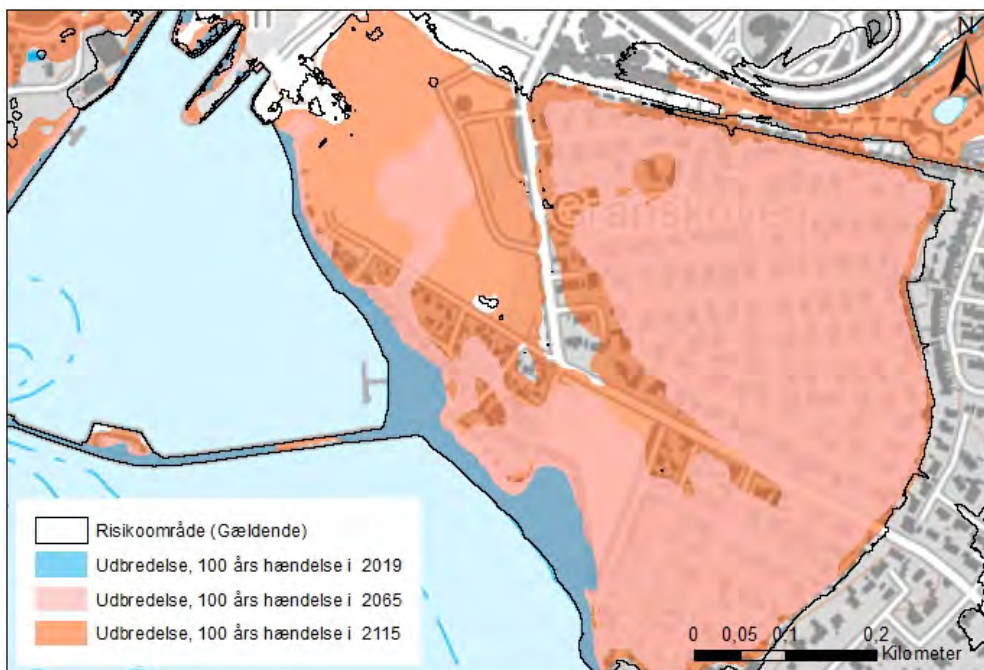 N
Granskoven
Risikoområde (Gældende)
Udbredelse, 100 års hændelse i 2019
Udbredelse, 100 års hændelse i 2065
Udbredelse, 100 års hændelse i 2115
0 0,05 0,1 0,2
Kilometer